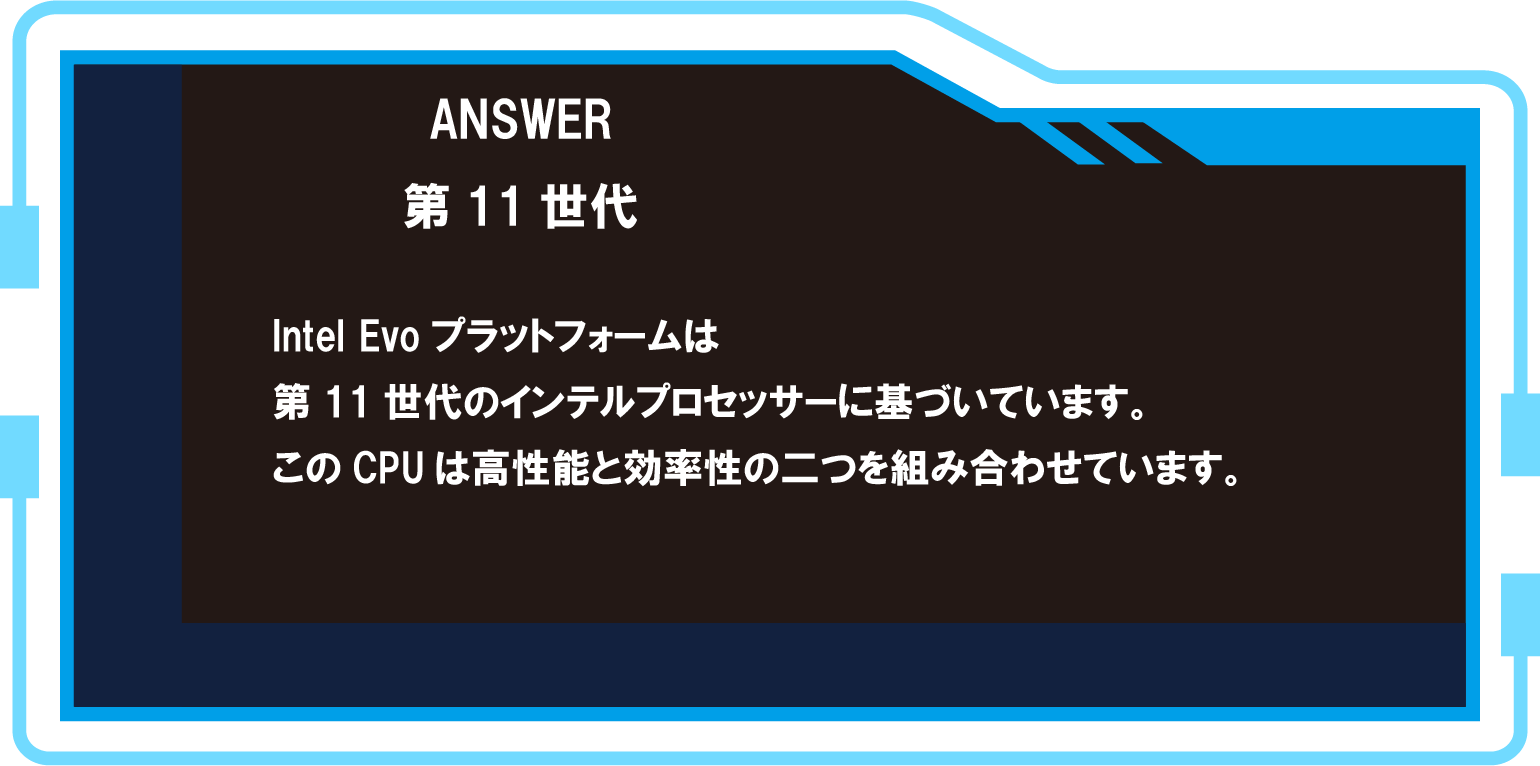 ANSWER
第 11 世代
Intel Evo プラットフォームは
第 11 世代のインテルプロセッサーに基づいています。
この CPU は高性能と効率性の二つを組み合わせています。